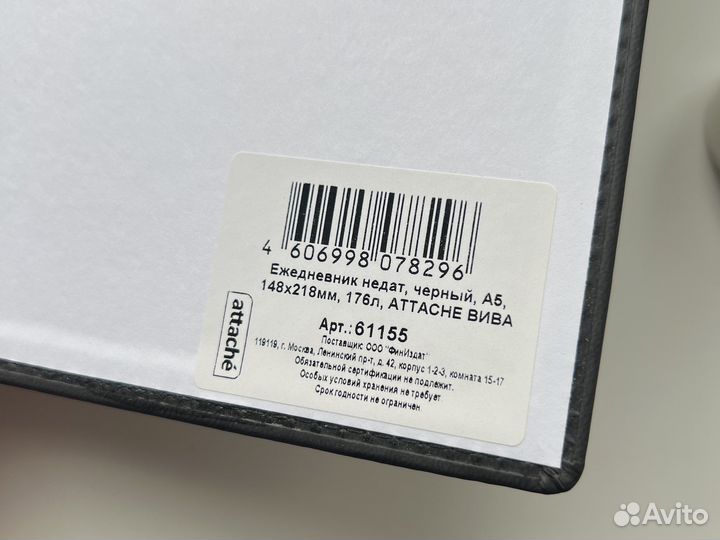 4 606998 078296
Ежедневник недат, черный, А5,
148х218мм, 176л, ATTACHE ВИВА
Арт.:61155
Поставщик: ООО "ФинИздат"
119119, г. Москва, Ленинский пр-т, д. 42, корпус 1-2-3, комната 15-17
Обязательной сертификации не подлежит.
Особых условий хранения не требует
Срок годности не ограничен
attaché
Avito